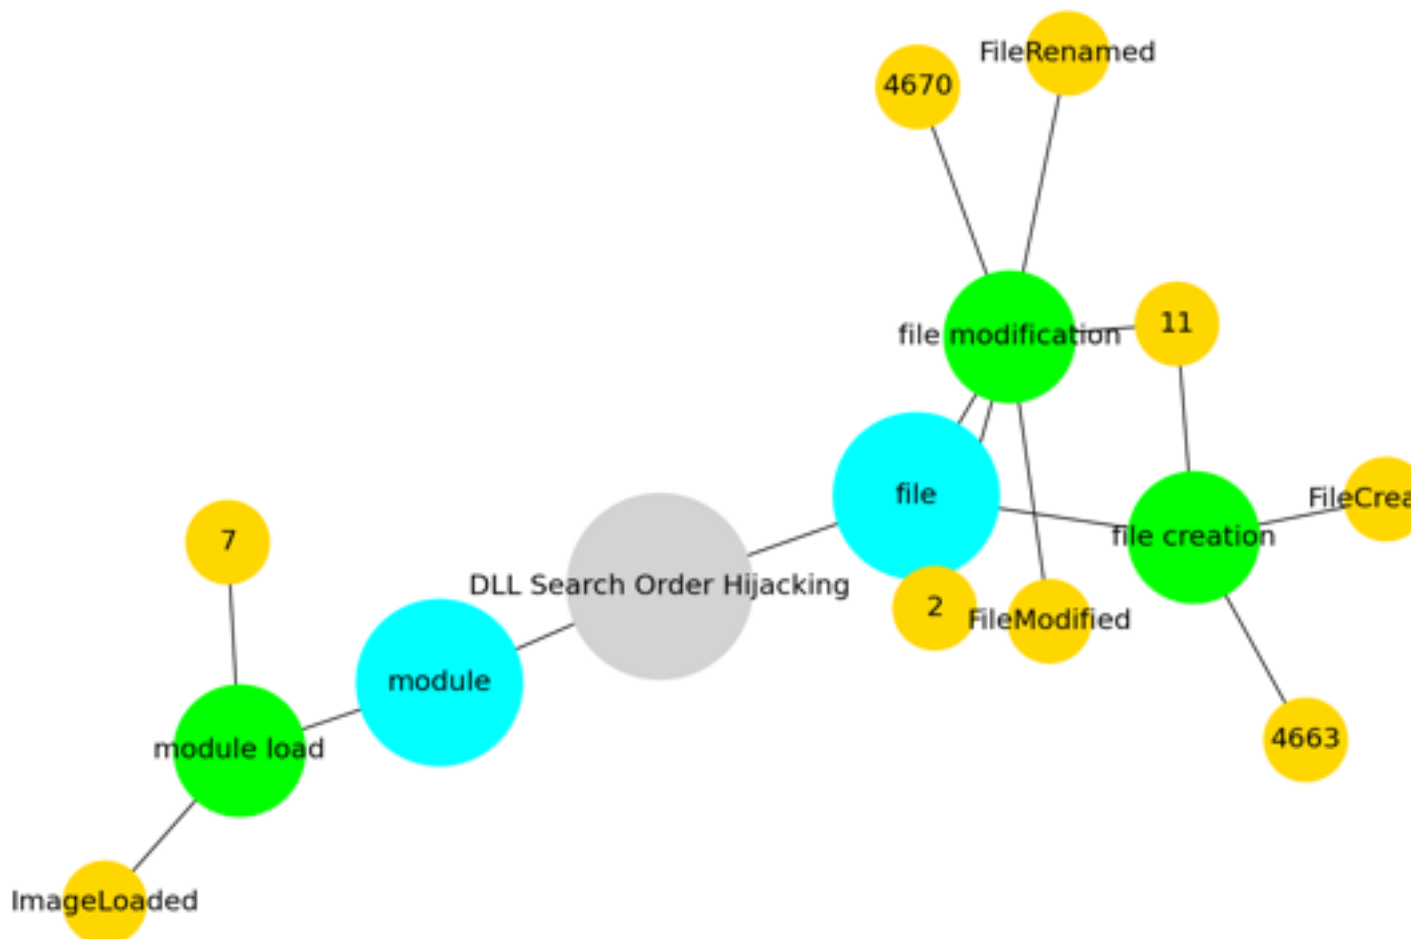 FileRenamed
4670
11
file modification
file
FileCrea
7
file creation
DLL Search Order Hijacking
2
FileModified
module
4663
module load
ImageLoaded